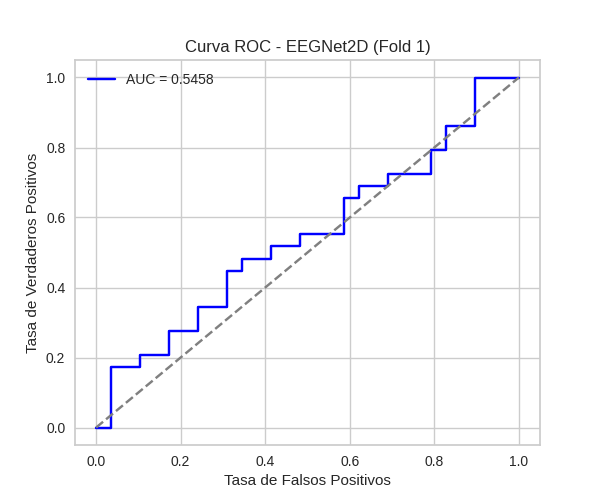 Curva ROC - EEGNet2D (Fold 1)
AUC = 0.5458
Tasa de Verdaderos Positivos
1.0
0.8
0.6
0.4
0.2
0.0
0.0 0.2 0.4 0.6 0.8 1.0
Tasa de Falsos Positivos